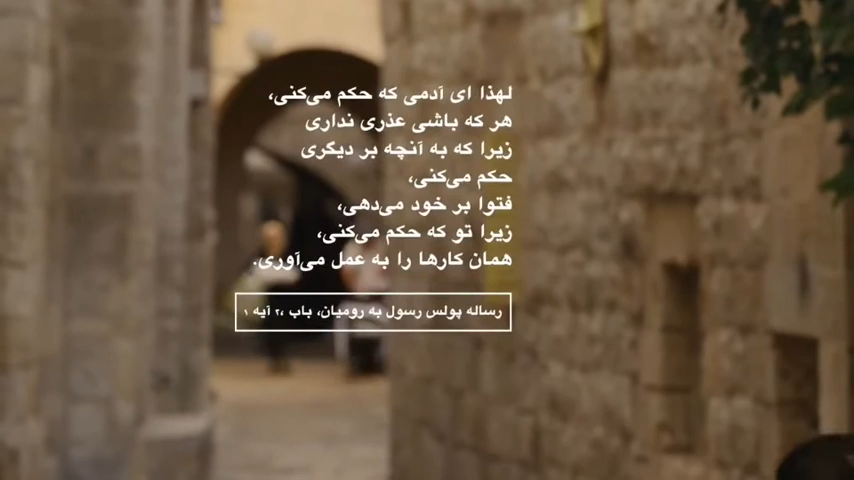 لهذا ای آدمی که حکم می‌کنی،
هر که باشی عذری نداری
زیرا که به آنچه بر دیگری
حکم می‌کنی،
فتوا بر خود می‌دهی،
زیرا تو که حکم می‌کنی،
همان کارها را به عمل می‌آوری.
رساله پولس رسول به رومیان، باب ۲، آیه ۱